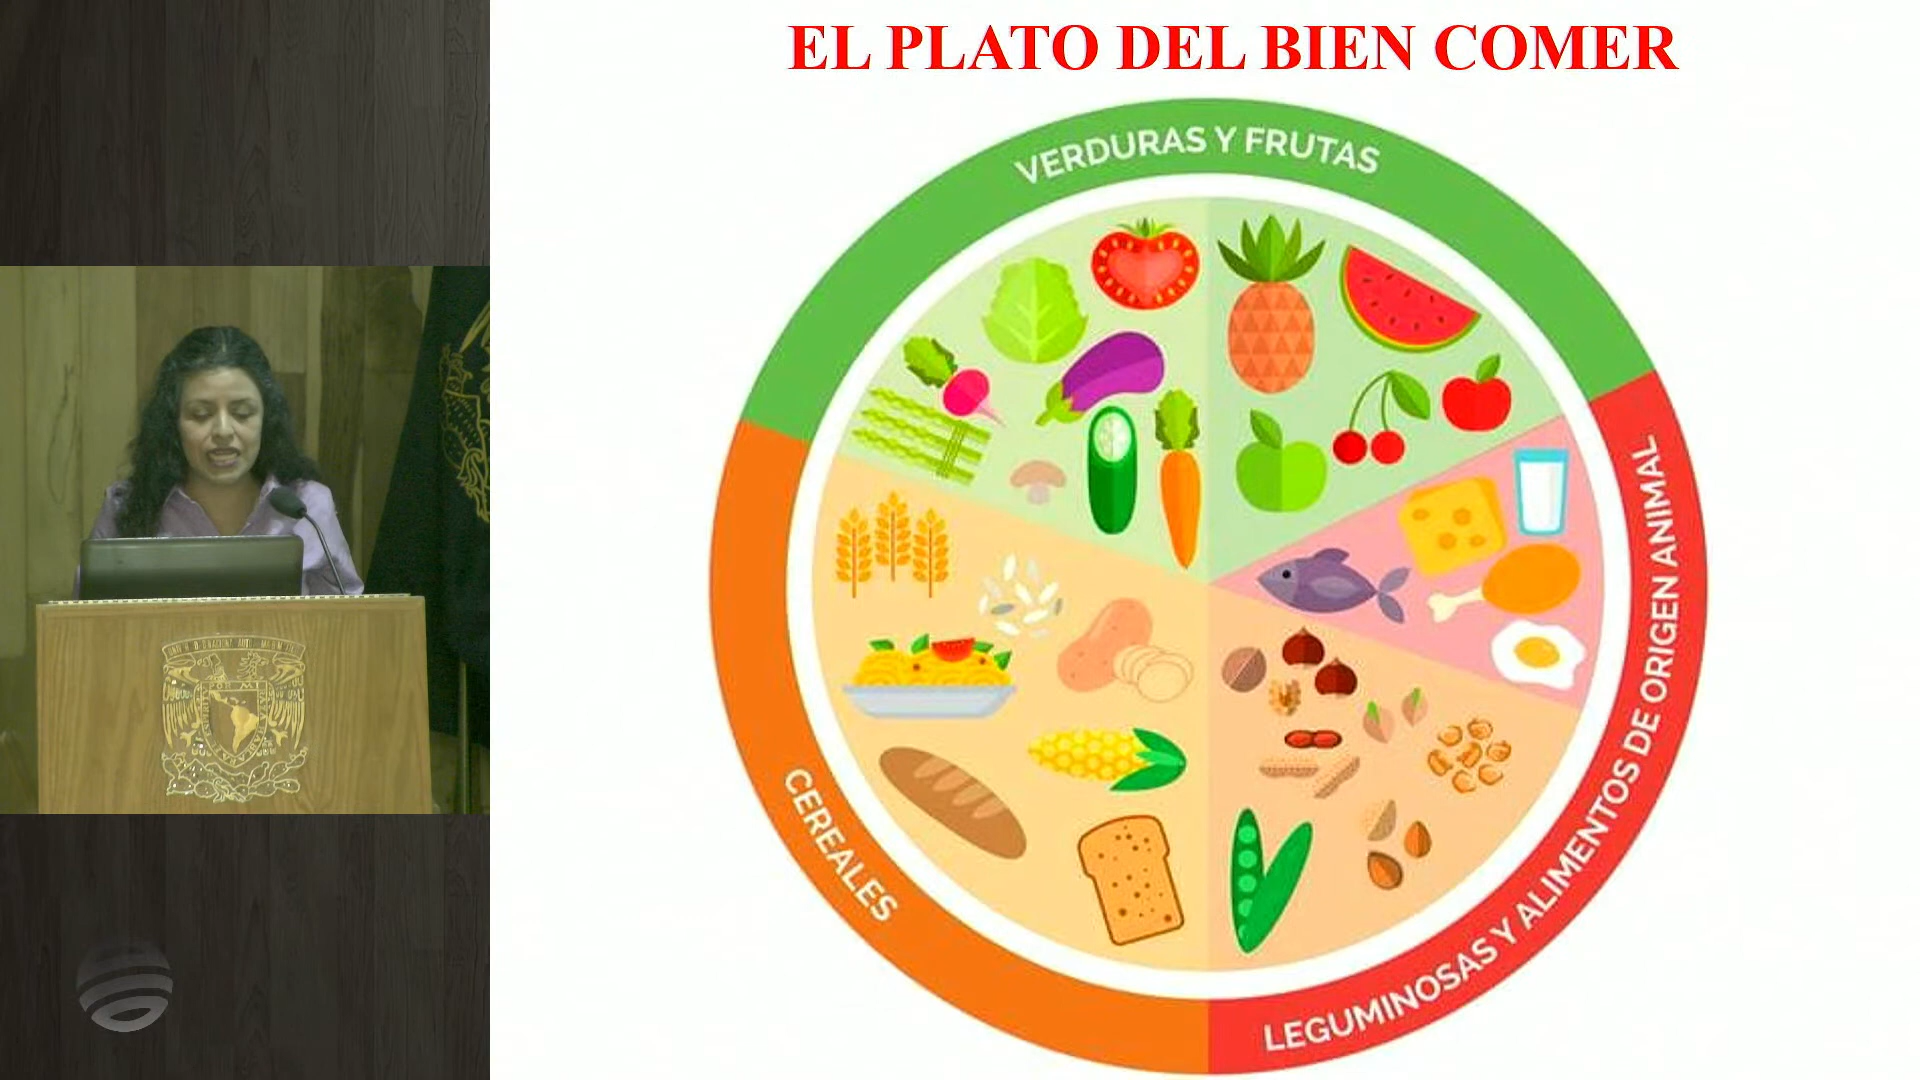 EL PLATO DEL BIEN COMER
VERDURAS Y FRUTAS
CEREALES
LEGUMINOSAS Y ALIMENTOS DE ORIGEN ANIMAL